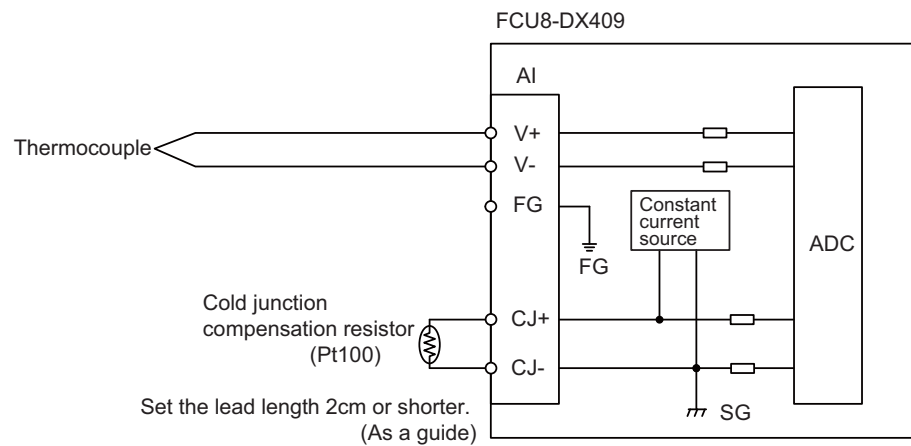 FCU8-DX409
AI
Thermocouple
V+
V-
FG
FG
Constant
current
source
ADC
Cold junction
compensation resistor
(Pt100)
CJ+
CJ-
SG
Set the lead length 2cm or shorter.
(As a guide)